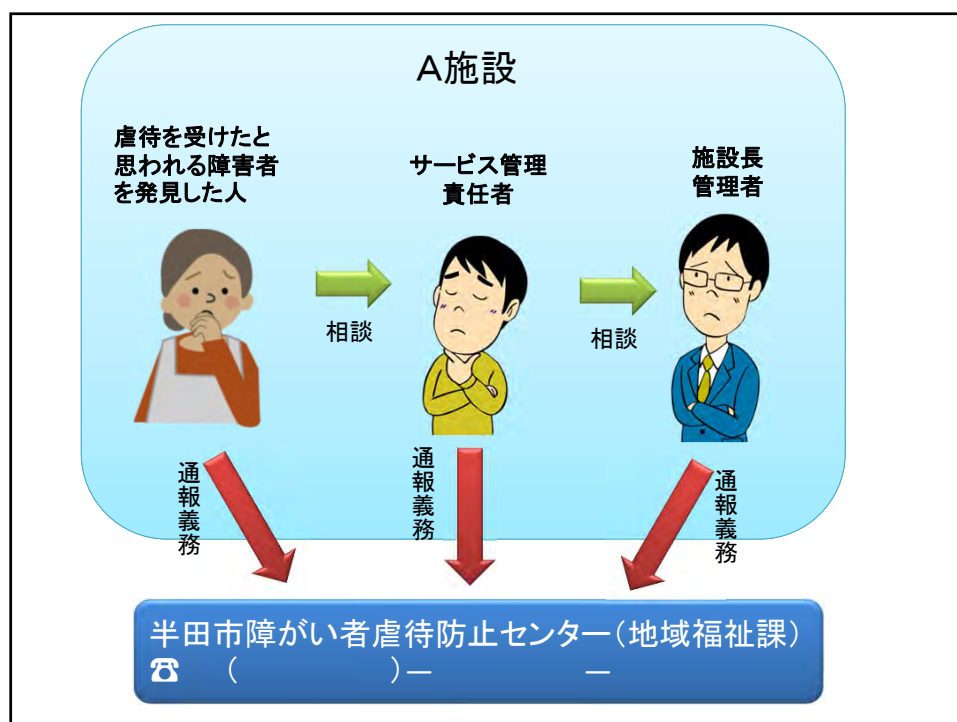 A施設
虐待を受けたと
思われる障害者
を発見した人
サービス管理
責任者
施設長
管理者
相談
相談
通報義務
通報義務
通報義務
半田市障がい者虐待防止センター(地域福祉課)
☎ (　　　　)— —